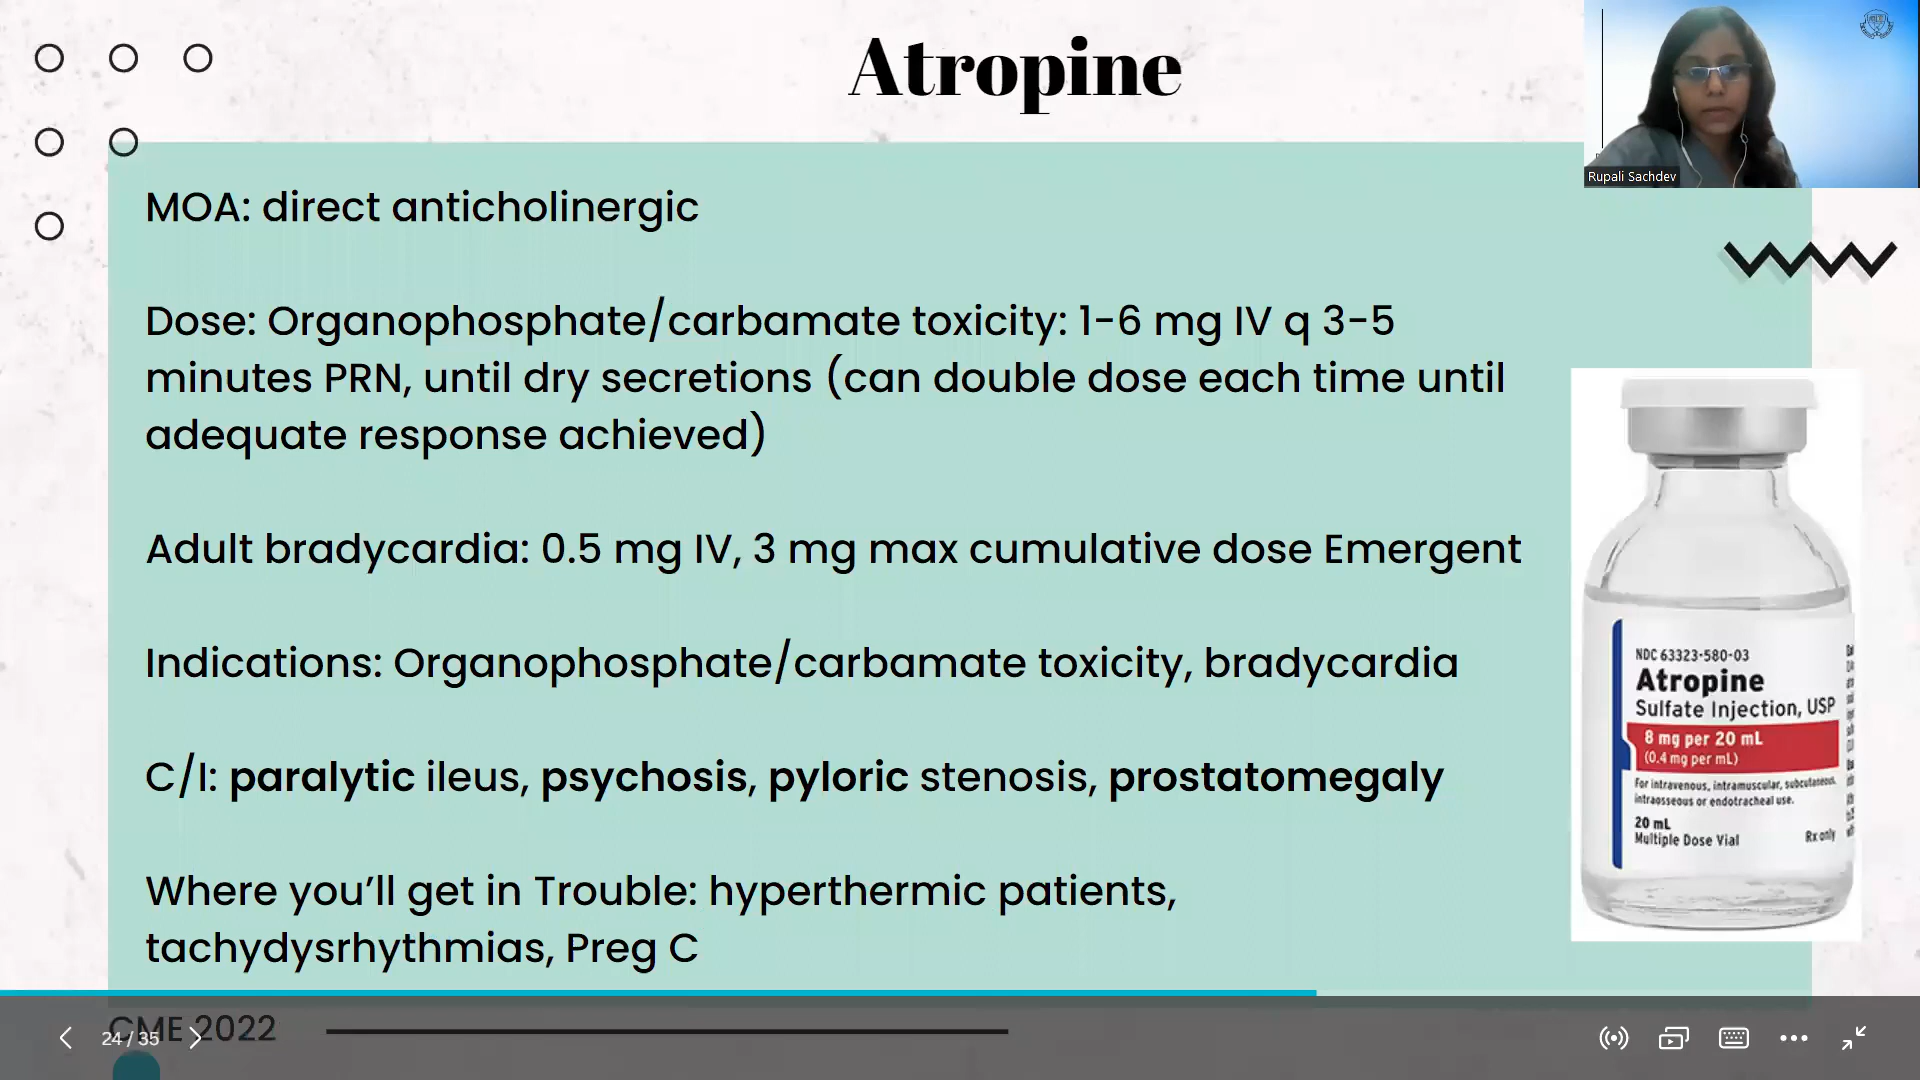 Atropine
Rupali Sachdev
MOA: direct anticholinergic
Dose: Organophosphate/carbamate toxicity: 1-6 mg IV q 3-5
minutes PRN, until dry secretions (can double dose each time until
adequate response achieved)
Adult bradycardia: 0.5 mg IV, 3 mg max cumulative dose Emergent
Indications: Organophosphate/carbamate toxicity, bradycardia
C/I: paralytic ileus, psychosis, pyloric stenosis, prostatomegaly
Where you’ll get in Trouble: hyperthermic patients,
tachydysrhythmias, Preg C
NDC 63323-580-03
Atropine
Sulfate Injection, USP
8 mg per 20 mL
(0.4 mg per mL)
For intravenous, intramuscular, subcutaneous,
intraosseous or endotracheal use.
20 mL
Multiple Dose Vial
Rx only
CME 2022
24 / 35